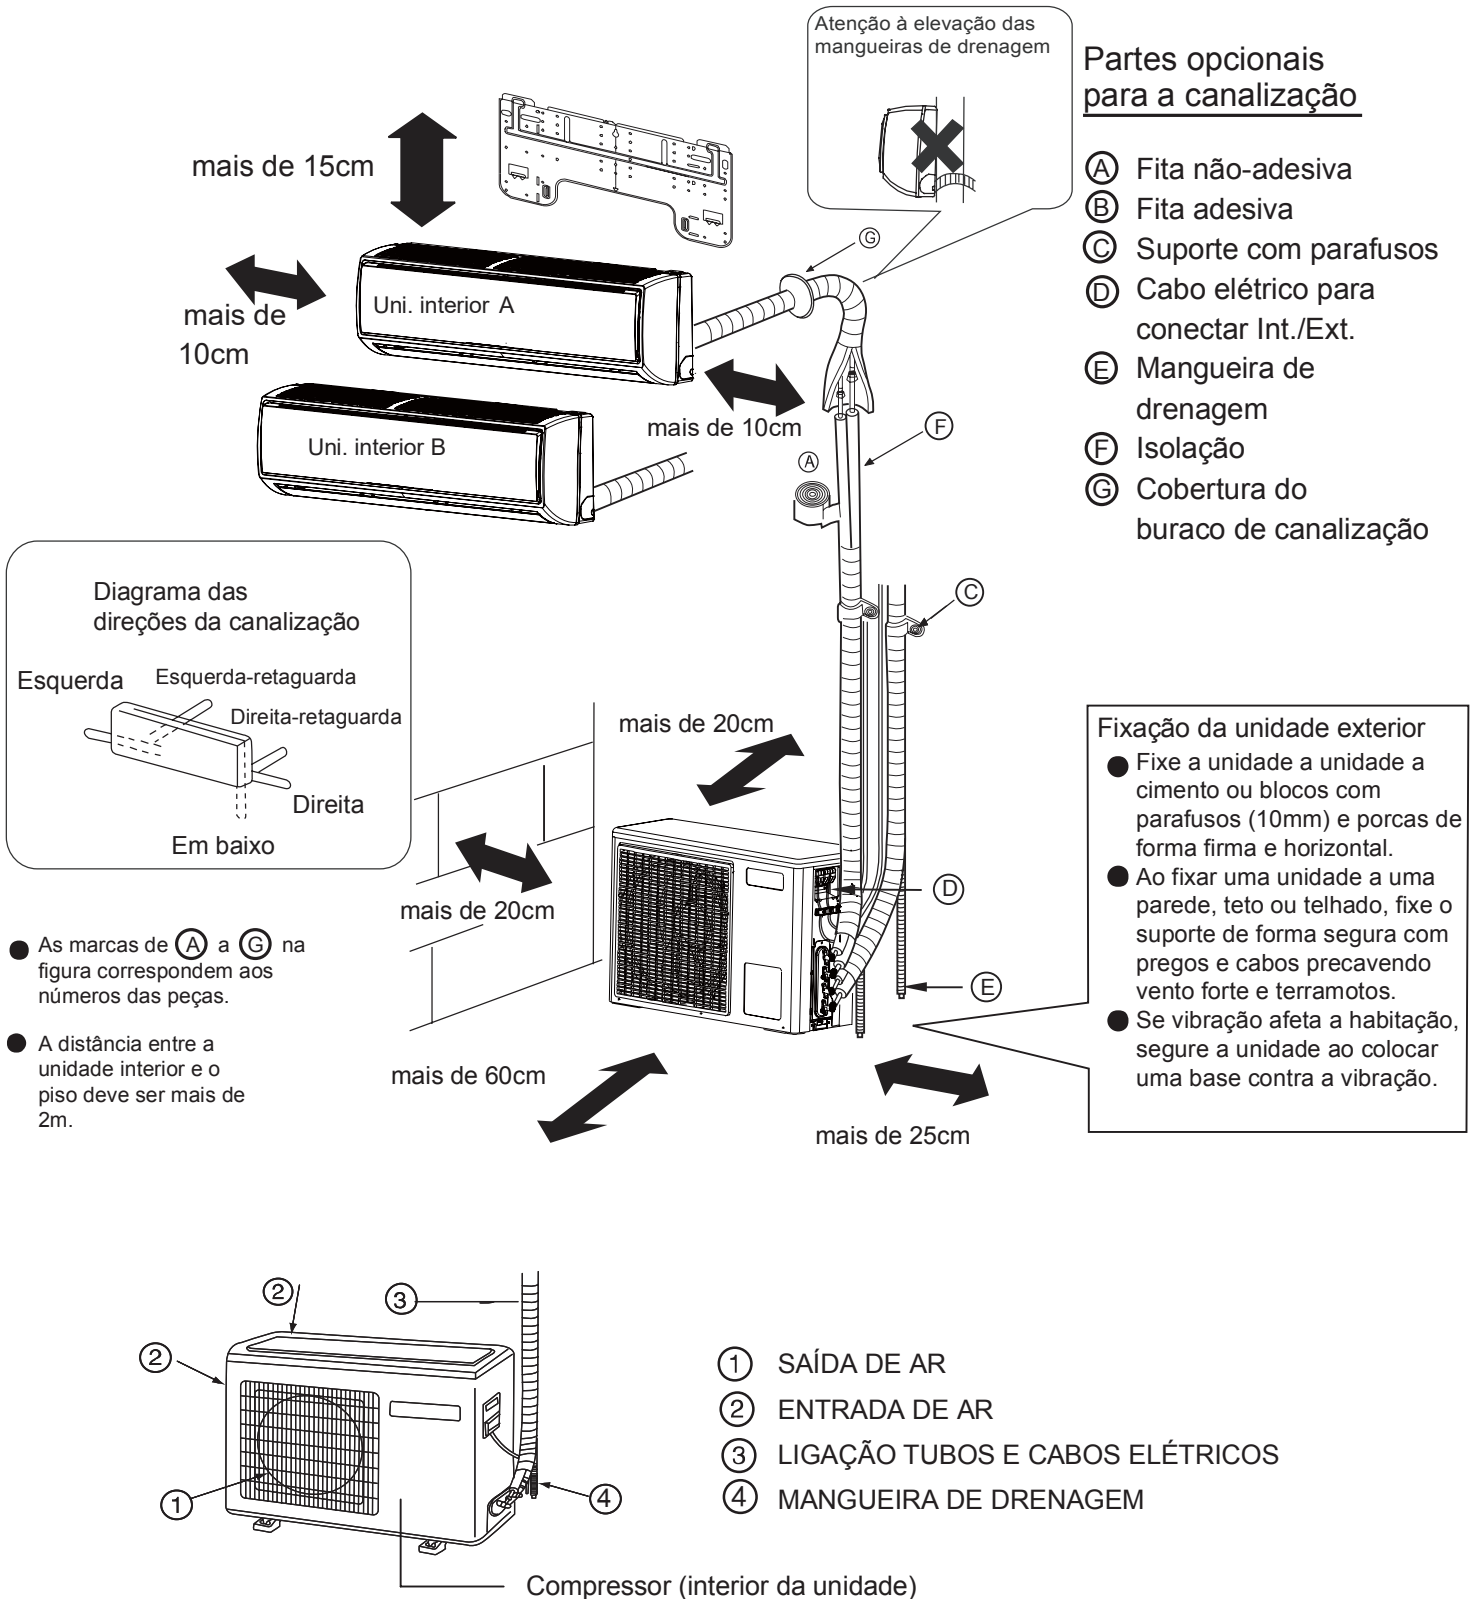 Atenção à elevação das
mangueiras de drenagem
Partes opcionais
para a canalização
mais de 15cm
A Fita não-adesiva
B Fita adesiva
C Suporte com parafusos
D Cabo elétrico para
conectar Int./Ext.
E Mangueira de
drenagem
F Isolação
G Cobertura do
buraco de canalização
G
mais de
10cm
Uni. interior A
mais de 10cm
F
Uni. interior B
A
C
Diagrama das
direções da canalização
Esquerda
Esquerda-retaguarda
Direita-retaguarda
Direita
Em baixo
mais de 20cm
mais de 20cm
D
E
Fixação da unidade exterior
● Fixe a unidade a unidade a
cimento ou blocos com
parafusos (10mm) e porcas de
forma firma e horizontal.
● Ao fixar uma unidade a uma
parede, teto ou telhado, fixe o
suporte de forma segura com
pregos e cabos precavendo
vento forte e terramotos.
● Se vibração afeta a habitação,
segure a unidade ao colocar
uma base contra a vibração.
● As marcas de A a G na
figura correspondem aos
números das peças.
● A distância entre a
unidade interior e o
piso deve ser mais de
2m.
mais de 60cm
mais de 25cm
2
3
2
1
4
1 SAÍDA DE AR
2 ENTRADA DE AR
3 LIGAÇÃO TUBOS E CABOS ELÉTRICOS
4 MANGUEIRA DE DRENAGEM
Compressor (interior da unidade)